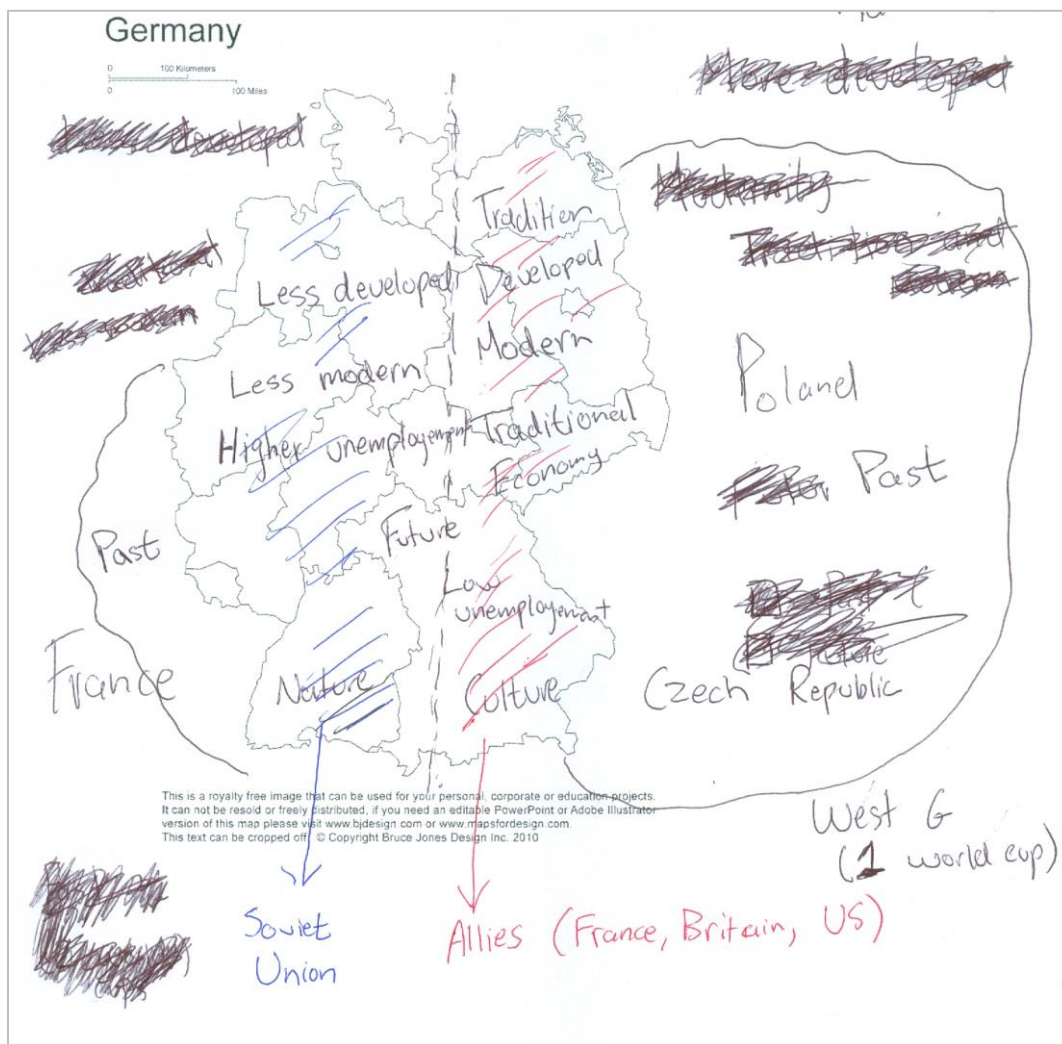 Germany
0 100 Kilometers
0 100 Miles
More developed
developed
Modernity
Tradition
Less developed
Developed
Less modern
Modern
Poland
Higher unemployement
Traditional
Economy
Past
Past
Future
Low
unemployemant
France
Nature
Culture
Czech Republic
This is a royalty free image that can be used for your personal, corporate or education projects.
It can not be resold or freely distributed, if you need an editable PowerPoint or Adobe Illustrator
version of this map please visit www.bjdesign.com or www.mapsfordesign.com.
This text can be cropped off. © Copyright Bruce Jones Design Inc. 2010
West G
(1 world cup)
Soviet
Union
Allies (France, Britain, US)